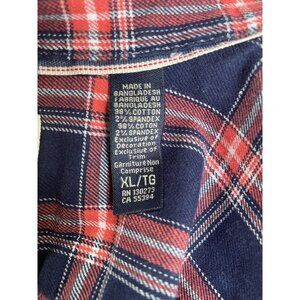 MADE IN
BANGLADESH
FABRIQUÉ AU
BANGLADESH
98% COTTON
2% SPANDEX
98% COTON
2% SPANDEX
Exclusive of
Decoration
Exclusive of
Trim
Garniture Non
Comprise
XL/TG
RN 130273
CA 55394